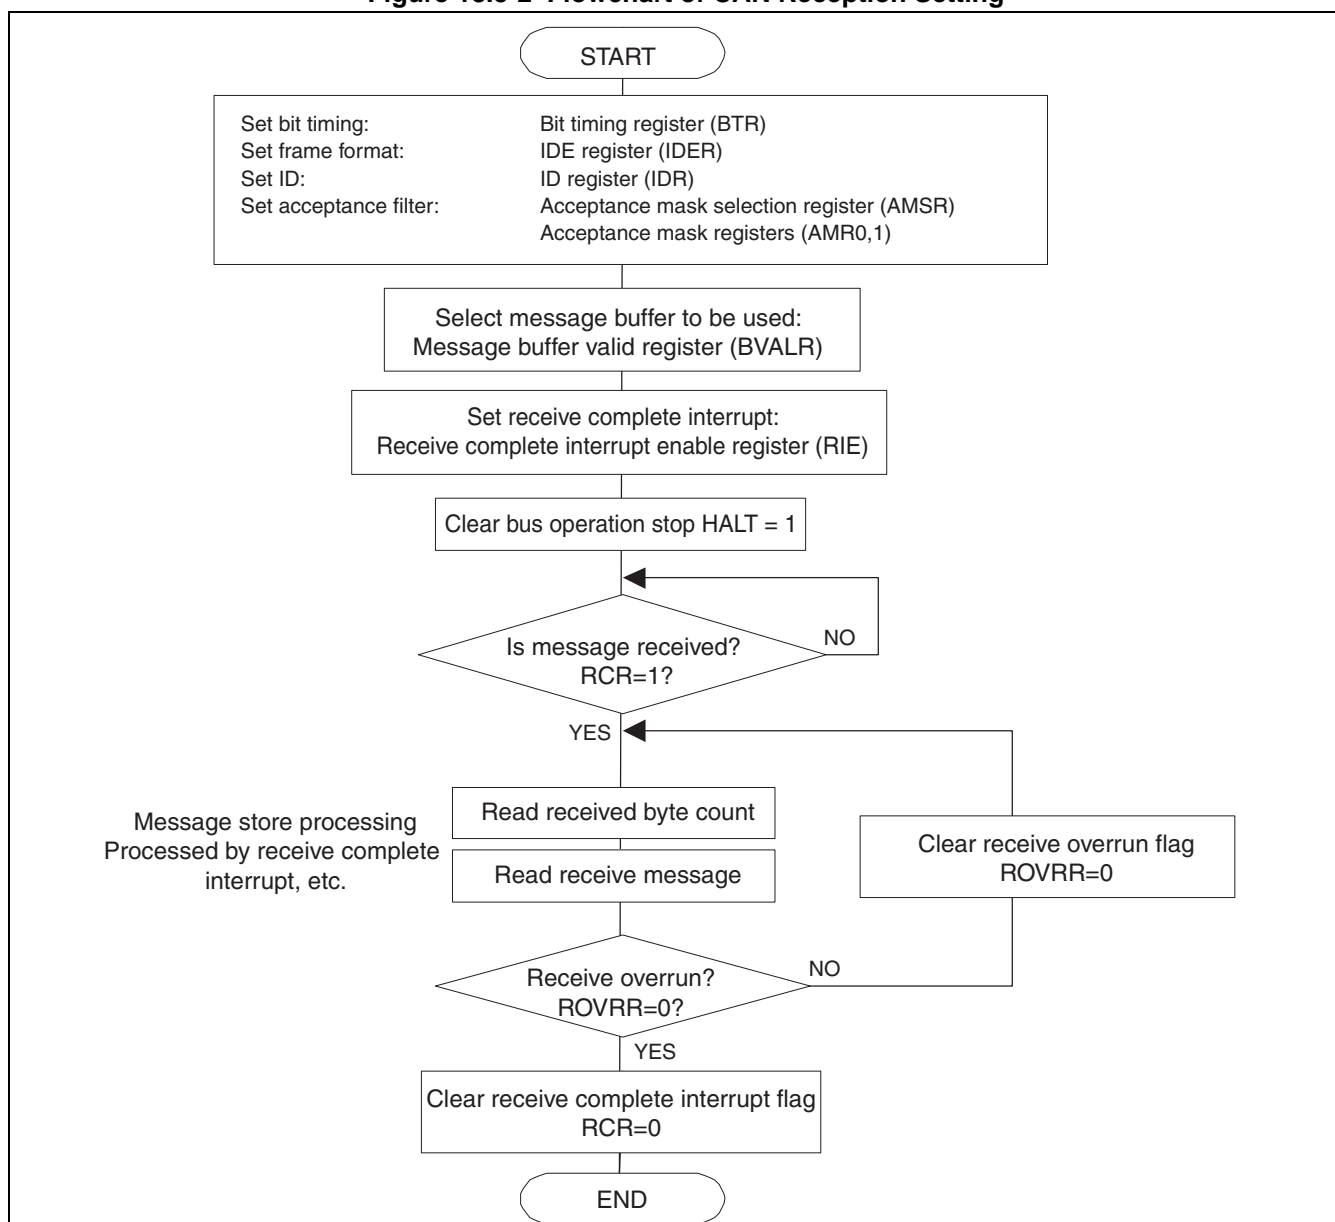 START
Set bit timing: Bit timing register (BTR)
Set frame format: IDE register (IDER)
Set ID: ID register (IDR)
Set acceptance filter: Acceptance mask selection register (AMSR)
Acceptance mask registers (AMR0,1)
Select message buffer to be used:
Message buffer valid register (BVALR)
Set receive complete interrupt:
Receive complete interrupt enable register (RIE)
Clear bus operation stop HALT = 1
Is message received?
RCR=1?
NO
YES
Read received byte count
Message store processing
Processed by receive complete
interrupt, etc.
Read receive message
Clear receive overrun flag
ROVRR=0
Receive overrun?
ROVRR=0?
NO
YES
Clear receive complete interrupt flag
RCR=0
END